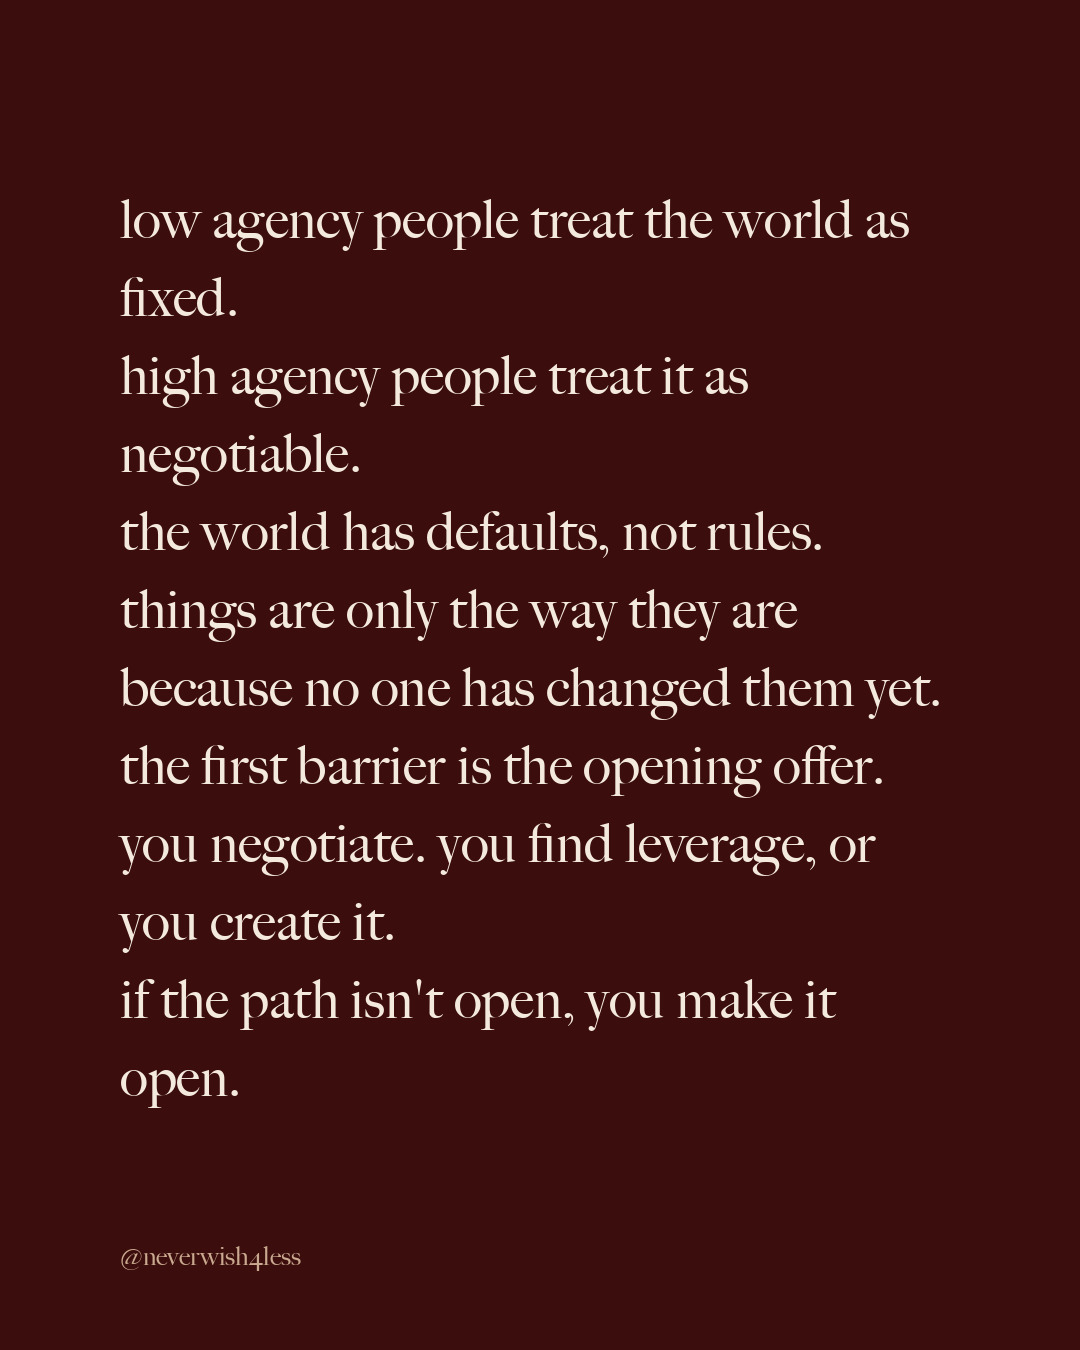 low agency people treat the world as
fixed.
high agency people treat it as
negotiable.
the world has defaults, not rules.
things are only the way they are
because no one has changed them yet.
the first barrier is the opening offer.
you negotiate. you find leverage, or
you create it.
if the path isn't open, you make it
open.
@neverwish4less